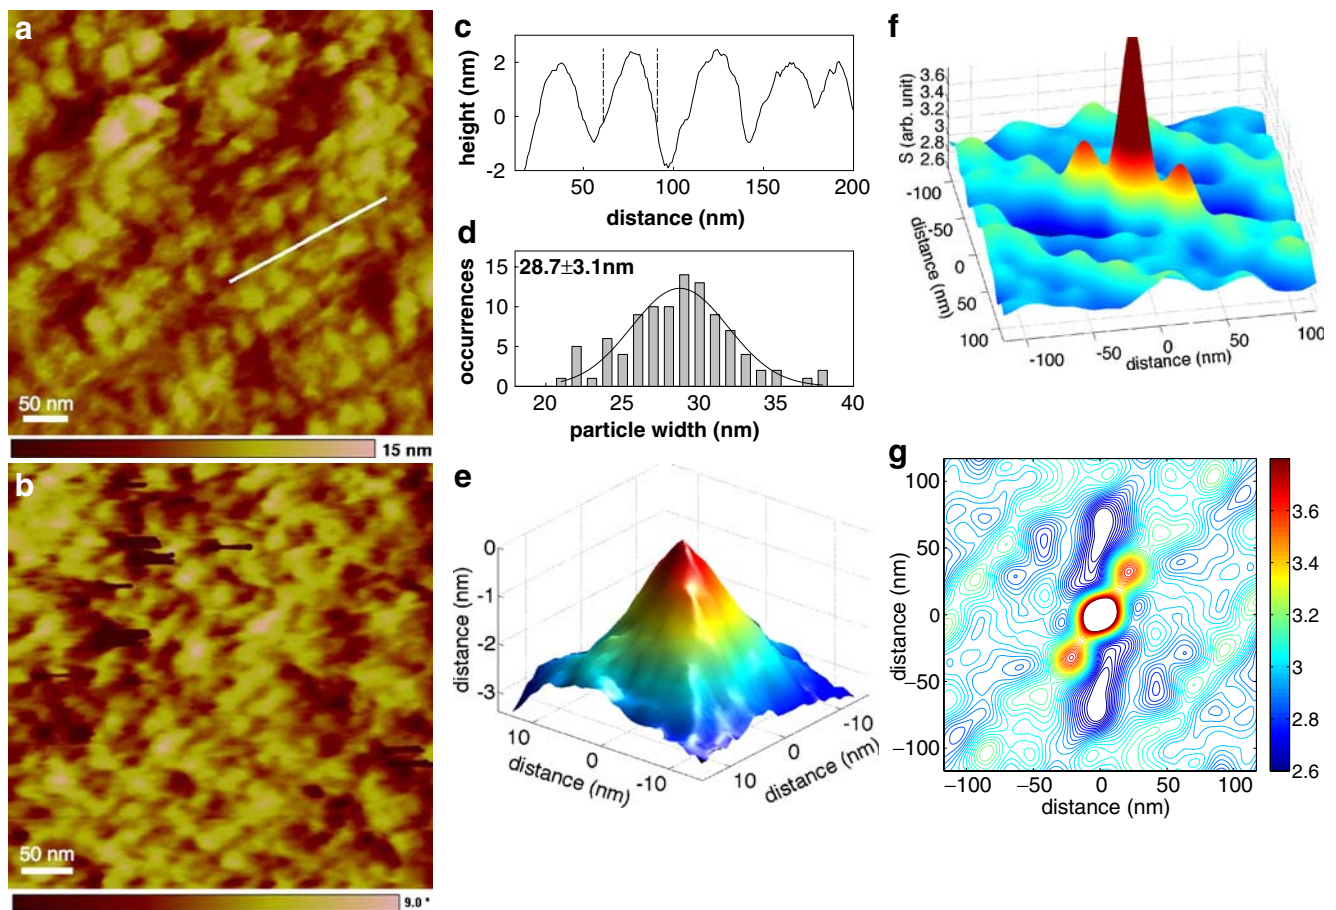 a
50 nm
15 nm
b
50 nm
9.0 °
c
height (nm)
2
0
-2
50
100
150
200
distance (nm)
d
28.7±3.1nm
occurrences
15
10
5
0
20
25
30
35
40
particle width (nm)
e
distance (nm)
0
-1
-2
-3
10
0
-10
distance (nm)
10
0
-10
distance (nm)
f
S (arb. unit)
3.6
3.4
3.2
3
2.8
2.6
-100
-50
0
50
100
distance (nm)
-100
-50
0
50
100
distance (nm)
g
distance (nm)
100
50
0
−50
−100
−100
−50
0
50
100
distance (nm)
3.6
3.4
3.2
3
2.8
2.6